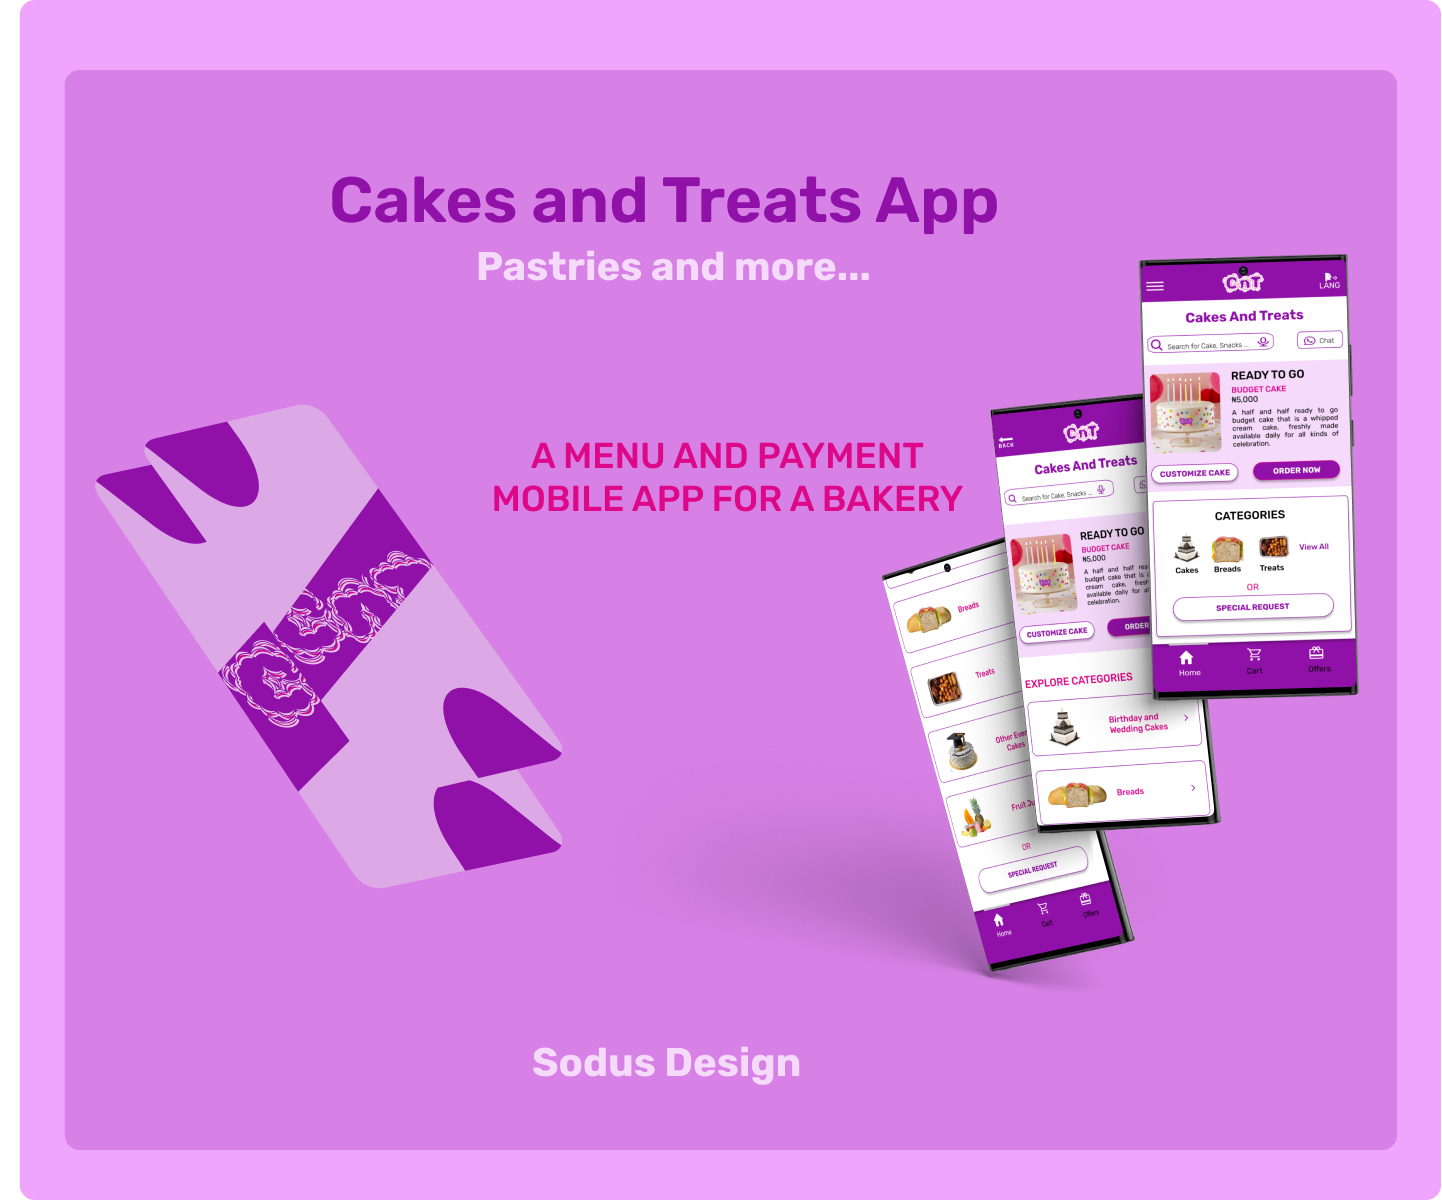 Cakes and Treats App
Pastries and more...
A MENU AND PAYMENT
MOBILE APP FOR A BAKERY
CnT
LANG
Cakes And Treats
Search for Cake, Snacks ...
Chat
READY TO GO
BUDGET CAKE
₦5,000
A half and half ready to go
budget cake that is a whipped
cream cake, freshly made
available daily for all kinds of
celebration.
CUSTOMIZE CAKE
ORDER NOW
CATEGORIES
Cakes
Breads
Treats
View All
OR
SPECIAL REQUEST
Home
Cart
Offers
BACK
CnT
Cakes And Treats
Search for Cake, Snacks ...
READY TO GO
BUDGET CAKE
₦5,000
A half and half rea
budget cake that is
cream cake, fresh
available daily for al
celebration.
CUSTOMIZE CAKE
ORDER
EXPLORE CATEGORIES
Birthday and
Wedding Cakes
Breads
Breads
Treats
Other Even
Cakes
Fruit Ju
OR
SPECIAL REQUEST
Home
Cart
Offers
Sodus Design